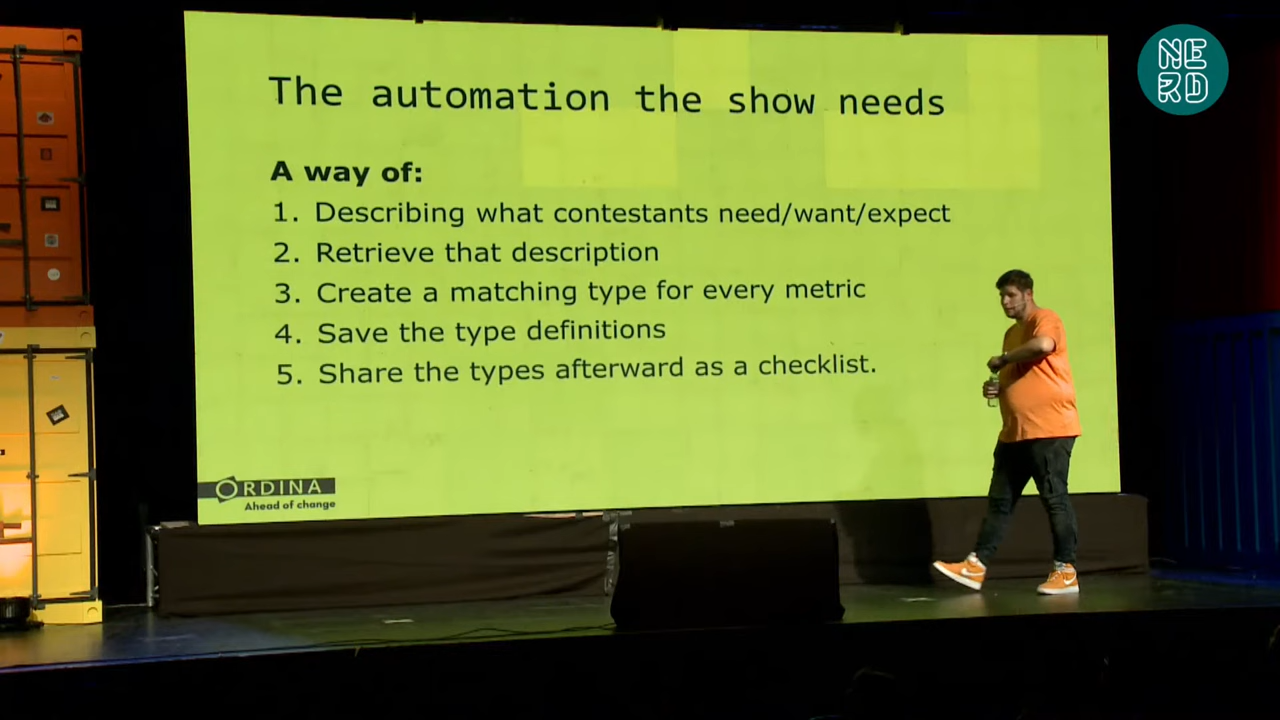 The automation the show needs
A way of:
1. Describing what contestants need/want/expect
2. Retrieve that description
3. Create a matching type for every metric
4. Save the type definitions
5. Share the types afterward as a checklist.
ORDINA
Ahead of change
NE
RD